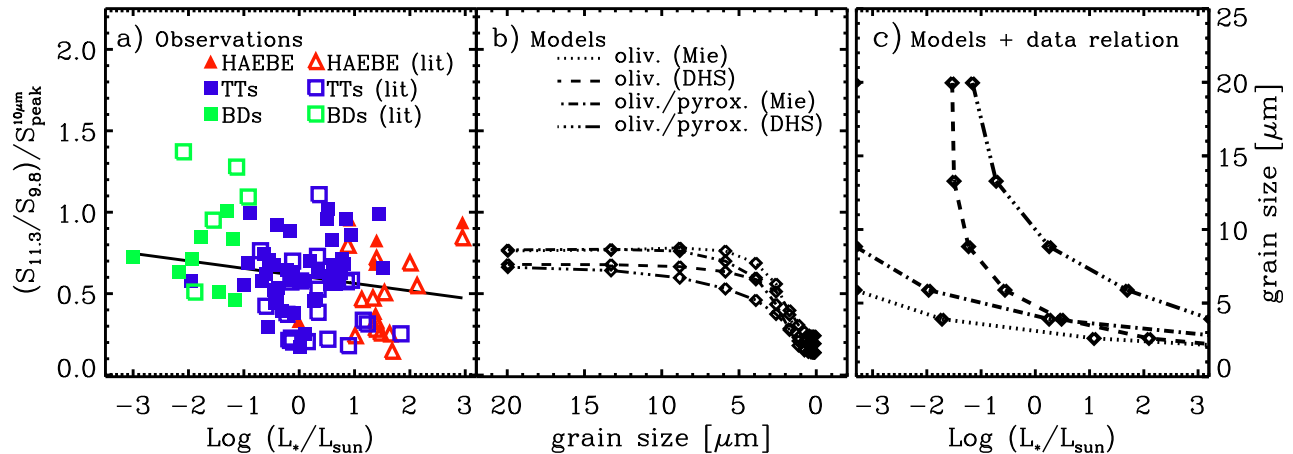 a) Observations
HAEBE
HAEBE (lit)
TTs
TTs (lit)
BDs
BDs (lit)
(S11.3/S9.8)/S10μm peak
2.0
1.5
1.0
0.5
0.0
-3 -2 -1 0 1 2 3
Log (L*/Lsun)
b) Models
oliv. (Mie)
oliv. (DHS)
oliv./pyrox. (Mie)
oliv./pyrox. (DHS)
20 15 10 5 0
grain size [μm]
c) Models + data relation
-3 -2 -1 0 1 2 3
Log (L*/Lsun)
25
20
15
10
5
0
grain size [μm]